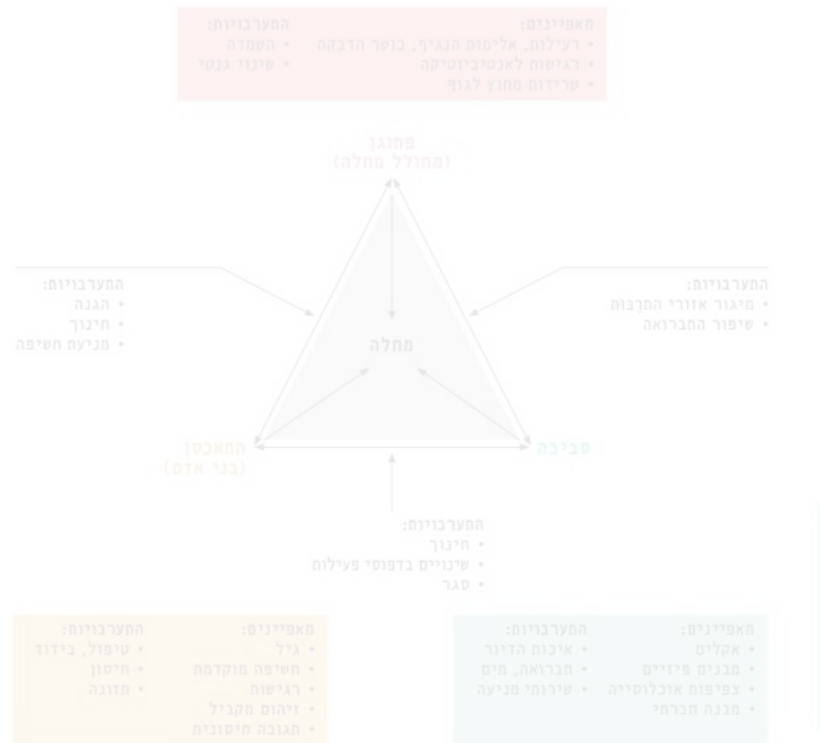 מאפיינים:
• רעילות, אלימות הנגיף, כושר הדבקה
• רגישות לאנטיביוטיקה
• שרידות מחוץ לגוף
התערבויות:
• השמדה
• שינוי גנטי
פתוגן
(מחולל מחלה)
התערבויות:
• מיגור אזורי התרַבּוּת
• שיפור התברואה
התערבויות:
• הגנה
• חינוך
• מניעת חשיפה
מחלה
סביבה
המאכסן
(בני אדם)
התערבויות:
• חינוך
• שינויים בדפוסי פעילות
• סגר
מאפיינים:
• אקלים
• מבנים פיזיים
• צפיפות אוכלוסייה
• מבנה חברתי
התערבויות:
• איכות הדיור
• תברואה, מים
• שירותי מניעה
מאפיינים:
• גיל
• חשיפה מוקדמת
• רגישות
• זיהום מקביל
• תגובה חיסונית
התערבויות:
• טיפול, בידוד
• חיסון
• תזונה